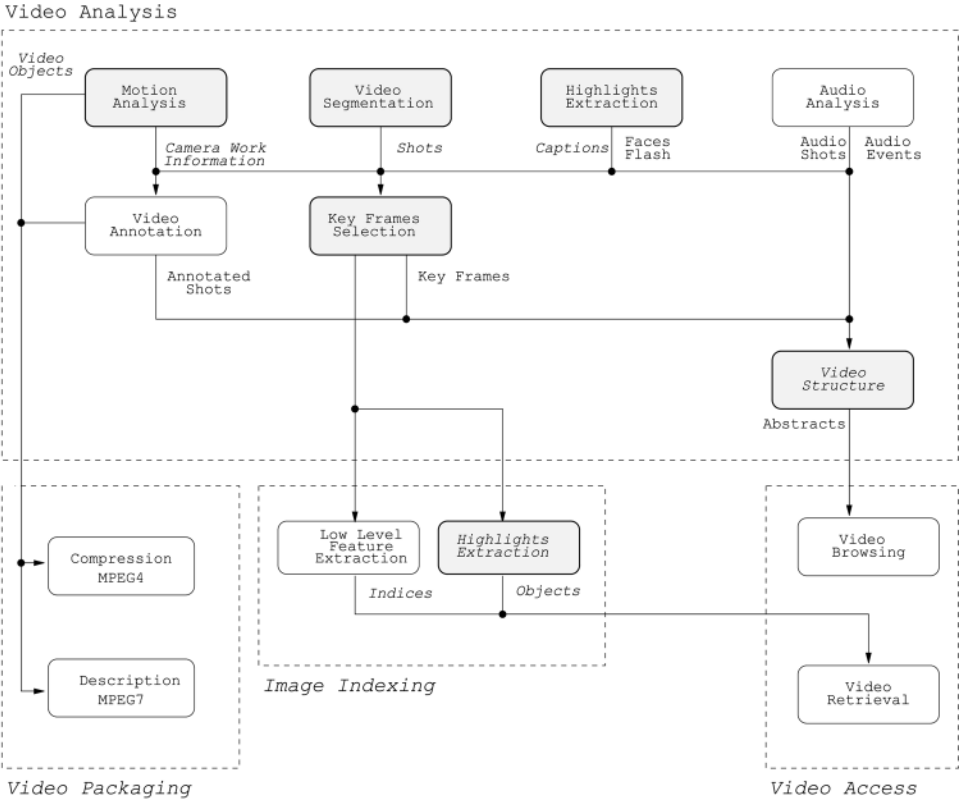 Video Analysis
Video
Objects
Motion
Analysis
Video
Segmentation
Highlights
Extraction
Audio
Analysis
Camera Work
Information
Shots
Captions
Faces
Flash
Audio
Shots
Audio
Events
Video
Annotation
Key Frames
Selection
Annotated
Shots
Key Frames
Video
Structure
Abstracts
Compression
MPEG4
Low Level
Feature
Extraction
Highlights
Extraction
Video
Browsing
Indices
Objects
Description
MPEG7
Image Indexing
Video
Retrieval
Video Packaging
Video Access